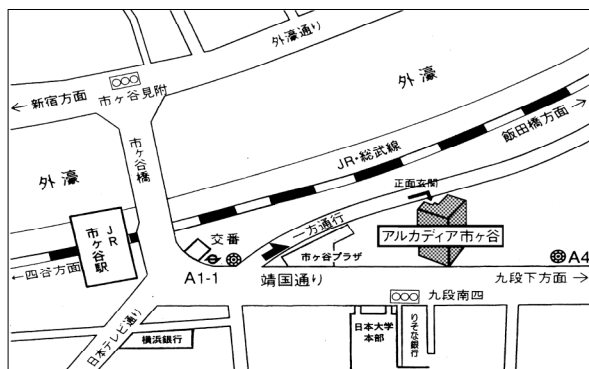 外濠通り
外濠
←新宿方面
市ヶ谷見附
飯田橋方面→
市ヶ谷橋
JR・総武線
外濠
正面玄関
JR
市ヶ谷駅
交番
一方通行
アルカディア市ヶ谷
市ヶ谷プラザ
←四谷方面
A1-1
靖国通り
九段下方面→
A4
九段南四
日本テレビ通り
横浜銀行
日本大学
本部
りそな銀行